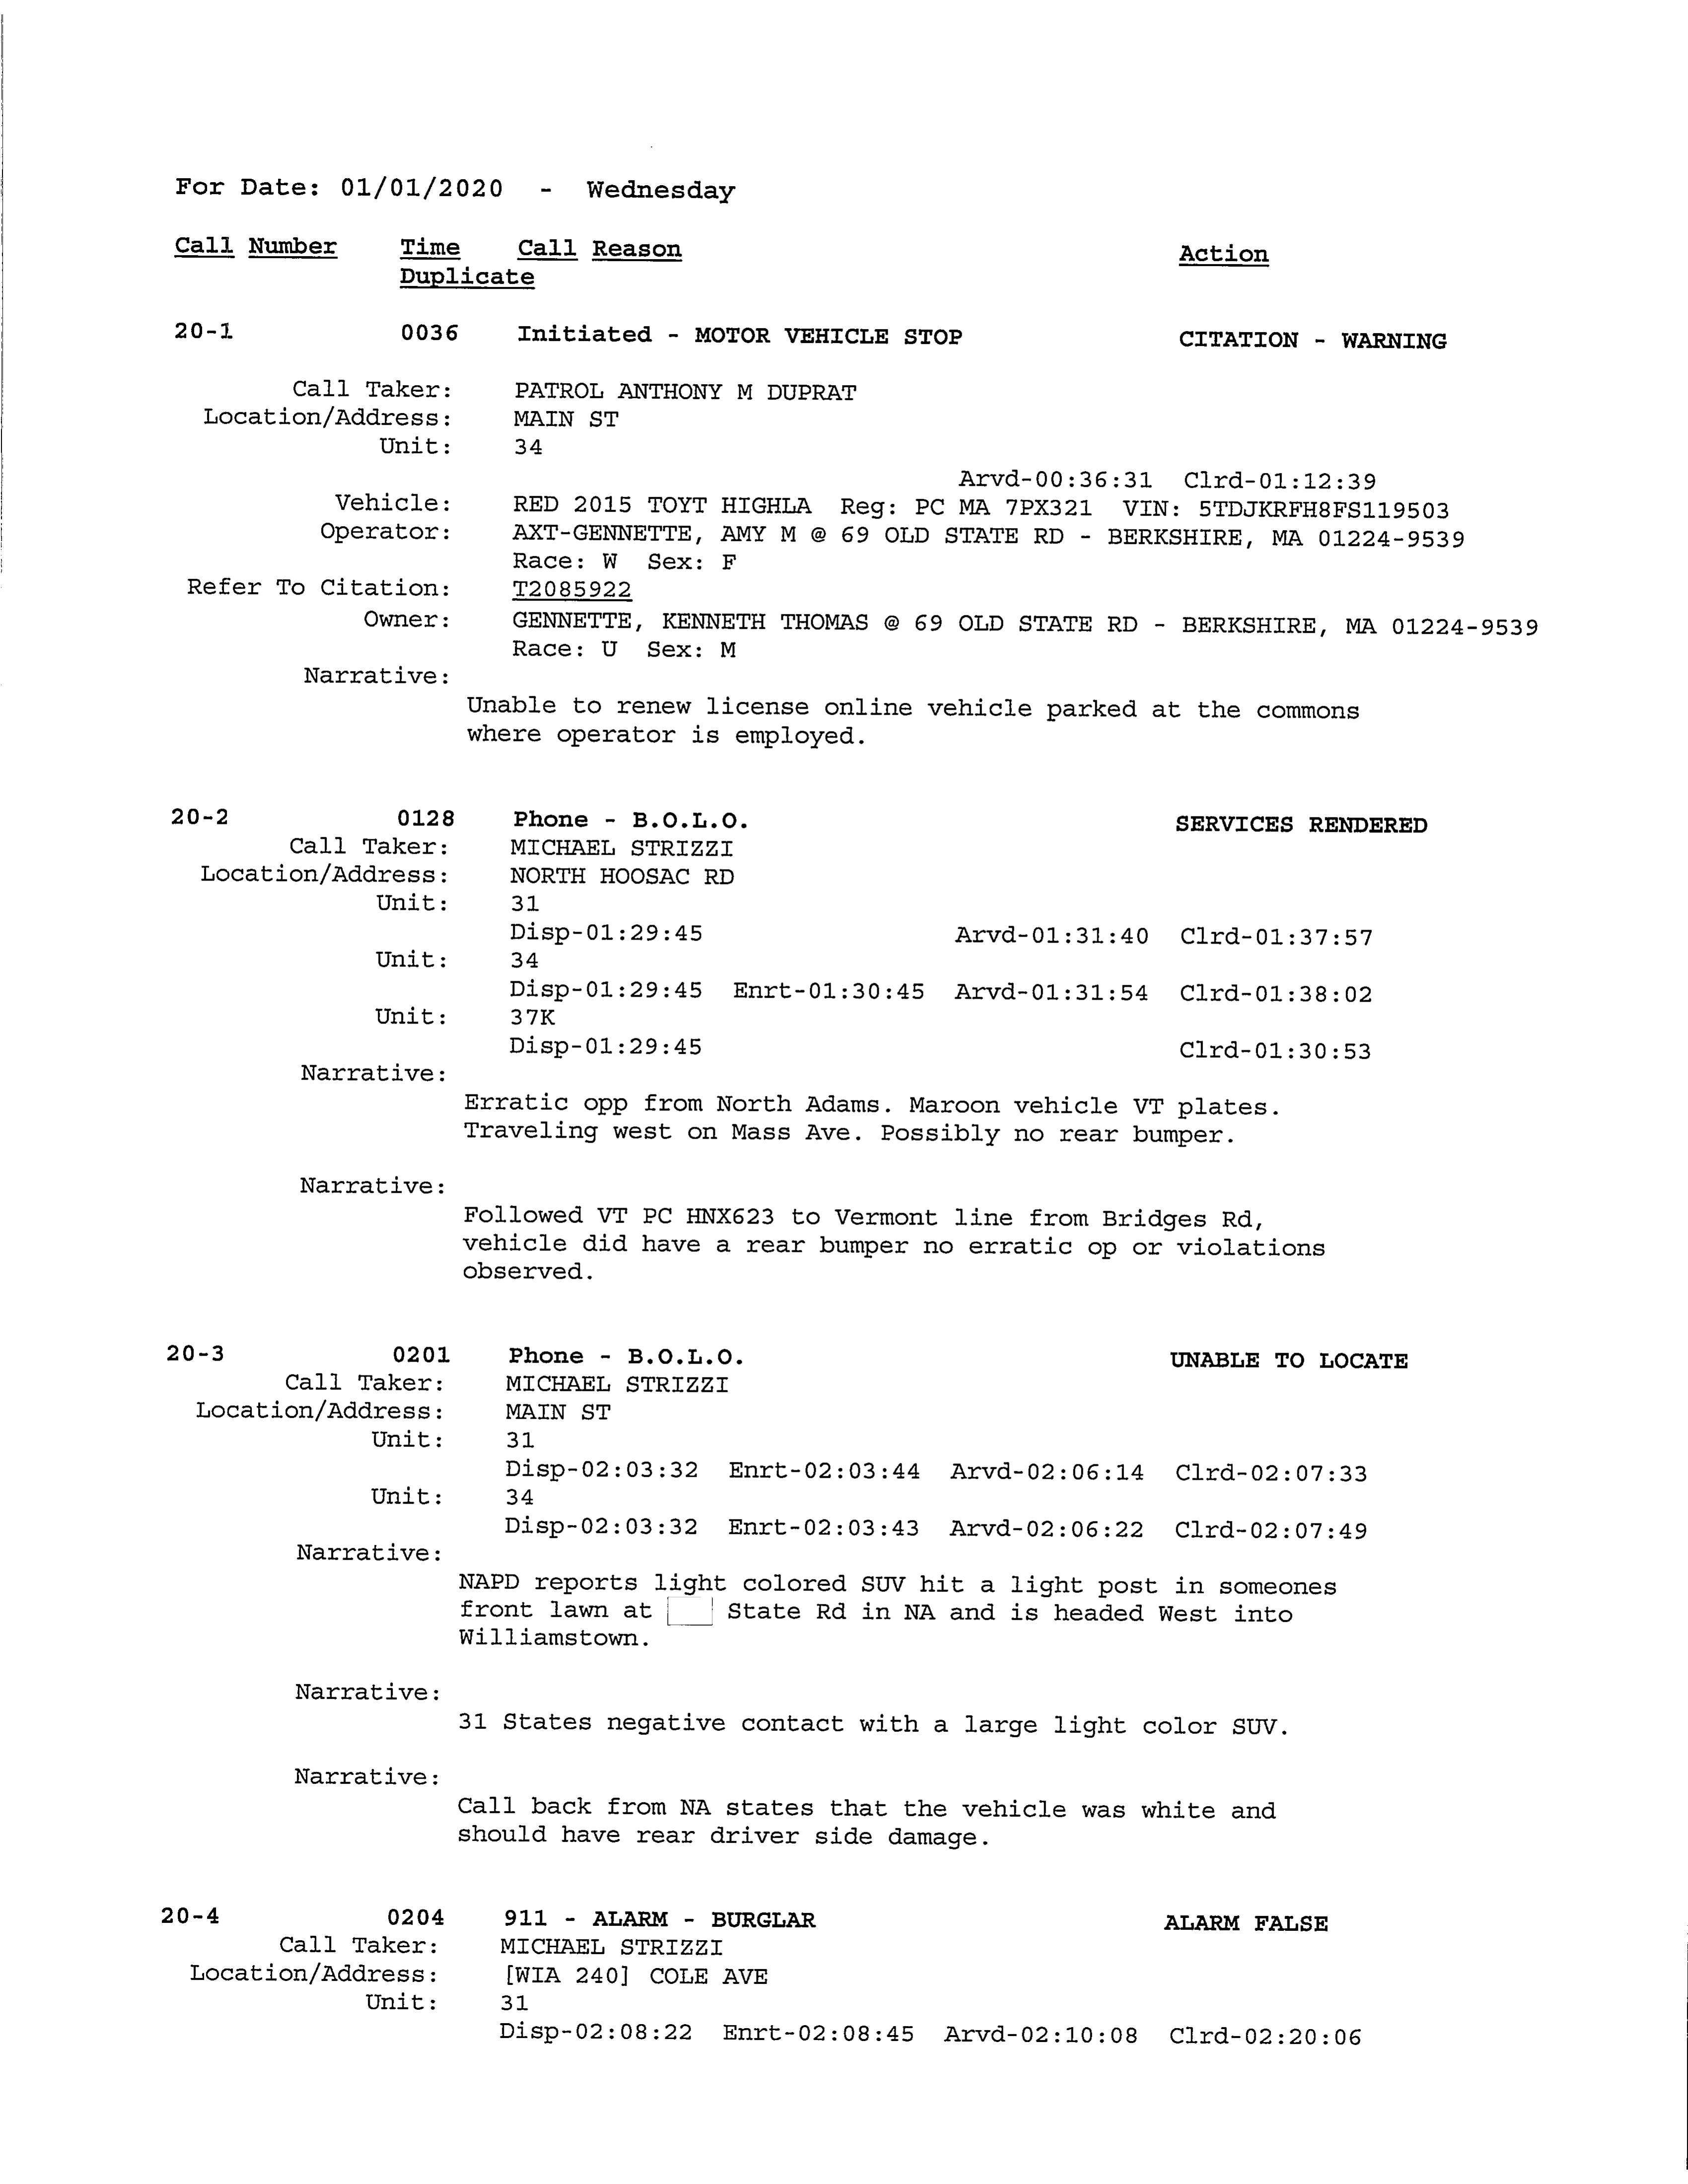 For Date: 01/01/2020 - Wednesday
Call Number Time Call Reason Action
Duplicate
20-1 0036 Initiated - MOTOR VEHICLE STOP CITATION - WARNING
Call Taker: PATROL ANTHONY M DUPRAT
Location/Address: MAIN ST
Unit: 34
Arvd-00:36:31 Clrd-01:12:39
Vehicle: RED 2015 TOYT HIGHLA Reg: PC MA 7PX321 VIN: 5TDJKRFH8FS119503
Operator: AXT-GENNETTE, AMY M @ 69 OLD STATE RD - BERKSHIRE, MA 01224-9539
Race: W Sex: F
Refer To Citation: T2085922
Owner: GENNETTE, KENNETH THOMAS @ 69 OLD STATE RD - BERKSHIRE, MA 01224-9539
Race: U Sex: M
Narrative:
Unable to renew license online vehicle parked at the commons
where operator is employed.
20-2 0128 Phone - B.O.L.O. SERVICES RENDERED
Call Taker: MICHAEL STRIZZI
Location/Address: NORTH HOOSAC RD
Unit: 31
Disp-01:29:45 Arvd-01:31:40 Clrd-01:37:57
Unit: 34
Disp-01:29:45 Enrt-01:30:45 Arvd-01:31:54 Clrd-01:38:02
Unit: 37K
Disp-01:29:45 Clrd-01:30:53
Narrative:
Erratic opp from North Adams. Maroon vehicle VT plates.
Traveling west on Mass Ave. Possibly no rear bumper.
Narrative:
Followed VT PC HNX623 to Vermont line from Bridges Rd,
vehicle did have a rear bumper no erratic op or violations
observed.
20-3 0201 Phone - B.O.L.O. UNABLE TO LOCATE
Call Taker: MICHAEL STRIZZI
Location/Address: MAIN ST
Unit: 31
Disp-02:03:32 Enrt-02:03:44 Arvd-02:06:14 Clrd-02:07:33
Unit: 34
Disp-02:03:32 Enrt-02:03:43 Arvd-02:06:22 Clrd-02:07:49
Narrative:
NAPD reports light colored SUV hit a light post in someones
front lawn at State Rd in NA and is headed West into
Williamstown.
Narrative:
31 States negative contact with a large light color SUV.
Narrative:
Call back from NA states that the vehicle was white and
should have rear driver side damage.
20-4 0204 911 - ALARM - BURGLAR ALARM FALSE
Call Taker: MICHAEL STRIZZI
Location/Address: [WIA 240] COLE AVE
Unit: 31
Disp-02:08:22 Enrt-02:08:45 Arvd-02:10:08 Clrd-02:20:06